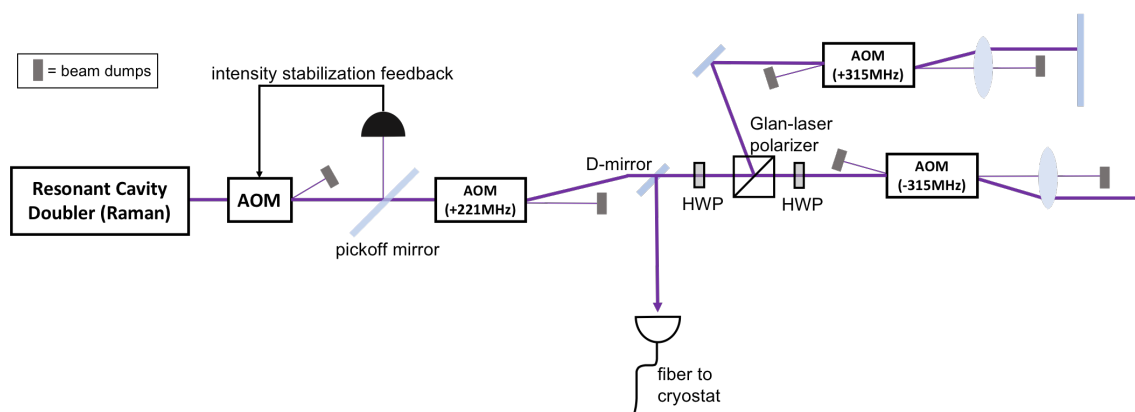 = beam dumps
intensity stabilization feedback
Resonant Cavity
Doubler (Raman)
AOM
pickoff mirror
AOM
(+221MHz)
D-mirror
HWP
Glan-laser
polarizer
HWP
AOM
(+315MHz)
AOM
(-315MHz)
fiber to
cryostat